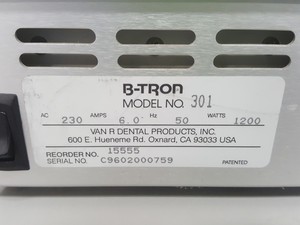 B-TRON
MODEL NO. 301
AC 230 AMPS 6.0 Hz 50 WATTS 1200
VAN R DENTAL PRODUCTS, INC.
600 E. Hueneme Rd. Oxnard, CA 93033 USA
REORDER NO. 15555
SERIAL NO. C9602000759
PATENTED